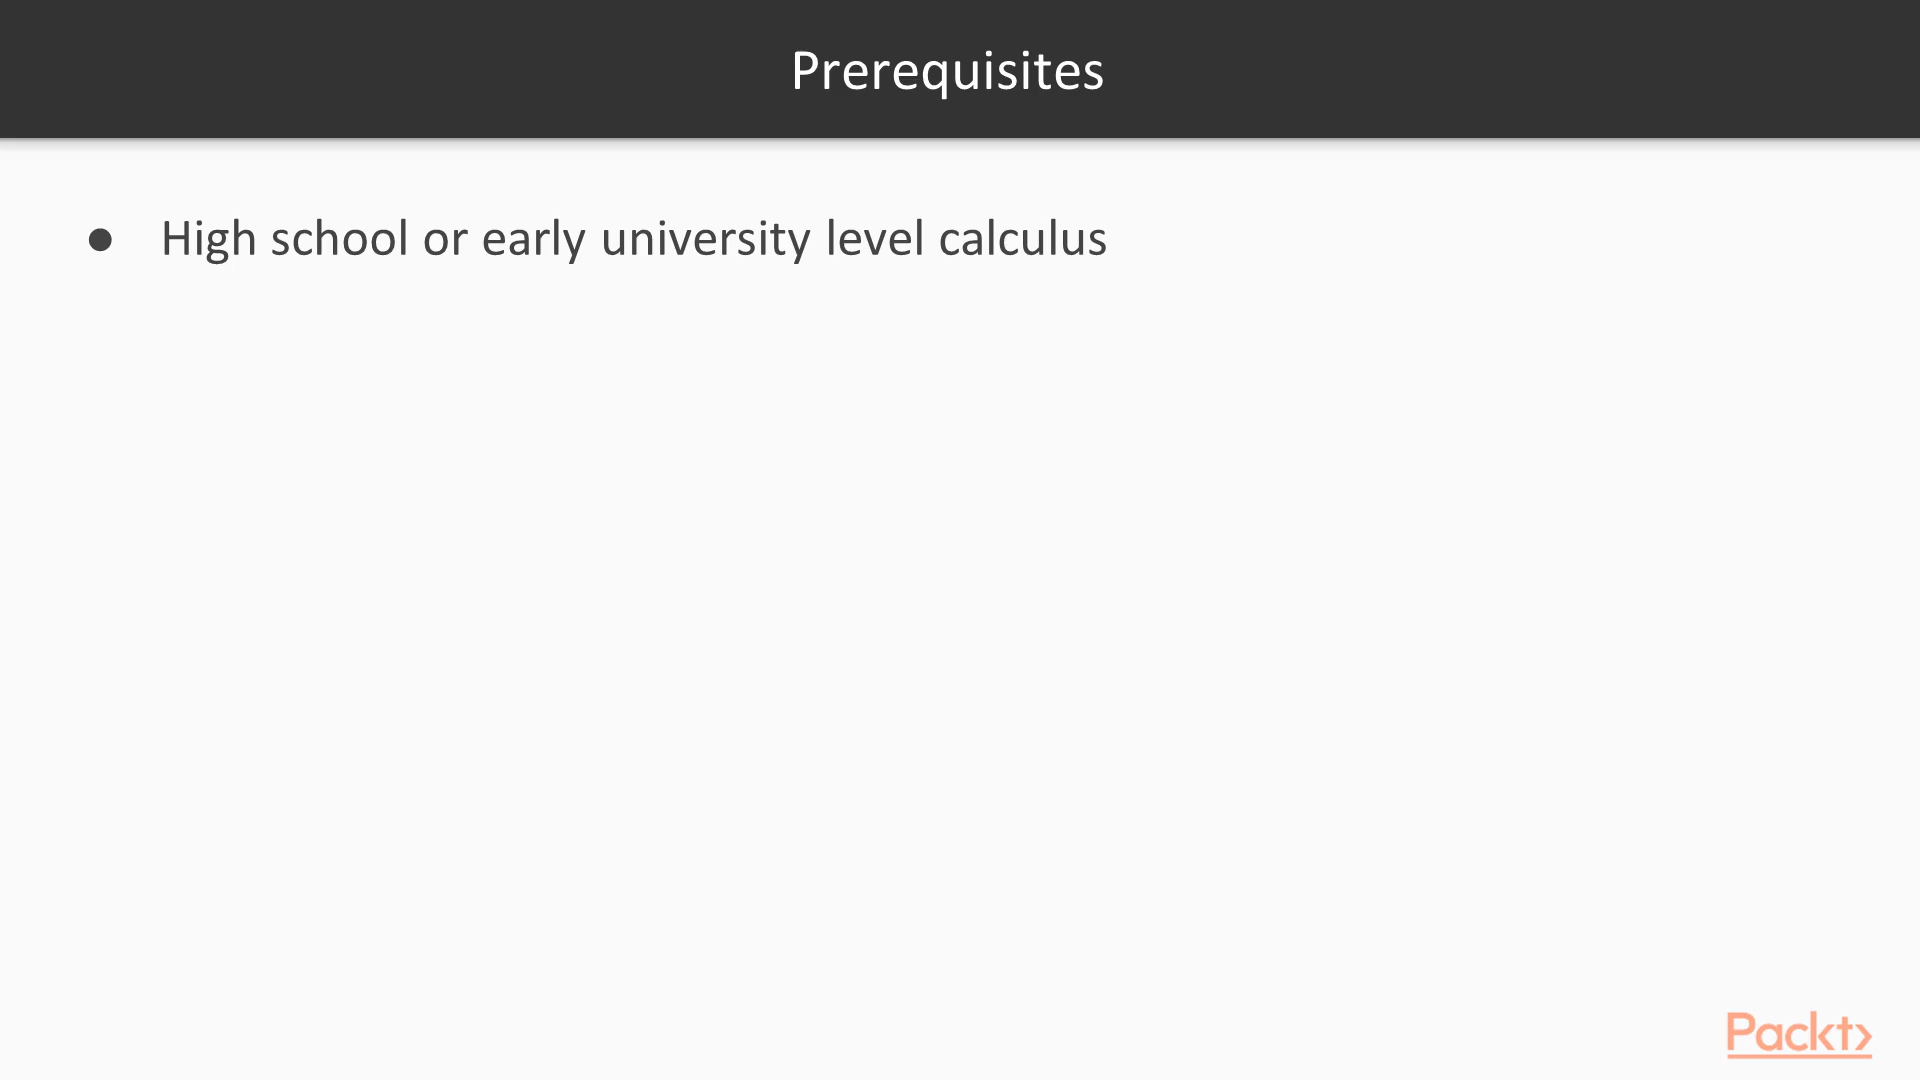 Prerequisites
● High school or early university level calculus
Packt>